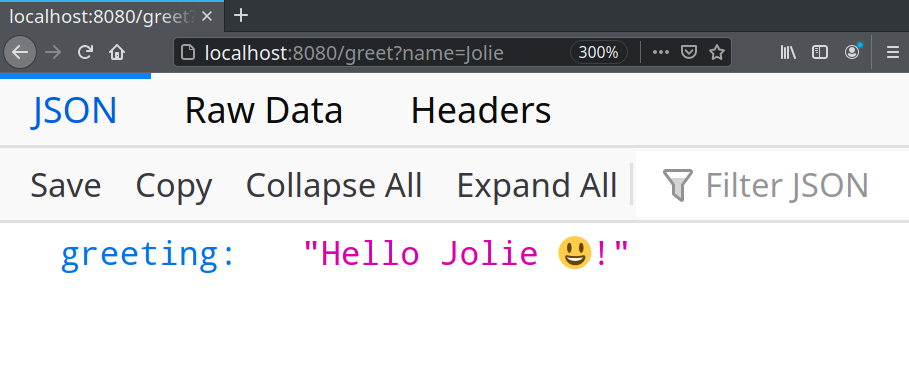 localhost:8080/greet?
localhost:8080/greet?name=Jolie 300%
JSON Raw Data Headers
Save Copy Collapse All Expand All Filter JSON
greeting: "Hello Jolie 😃!"